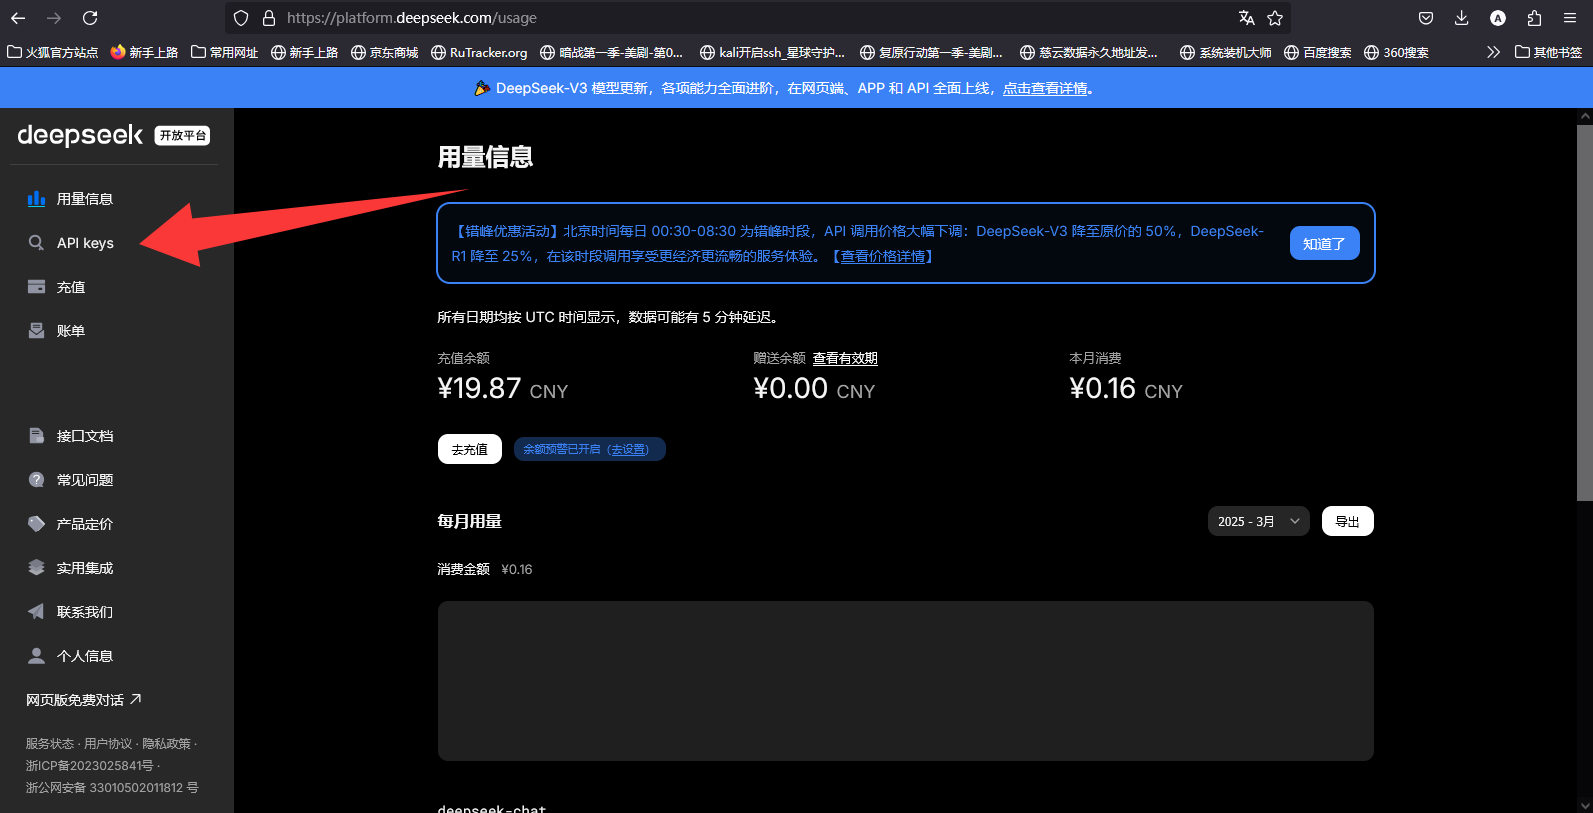 https://platform.deepseek.com/usage
火狐官方站点 新手上路 常用网址 新手上路 京东商城 RuTracker.org 暗战第一季-美剧-第0... kali开启ssh_星球守护... 复原行动第一季-美剧... 慈云数据永久地址发... 系统装机大师 百度搜索 360搜索 其他书签
DeepSeek-V3 模型更新，各项能力全面进阶，在网页端、APP 和 API 全面上线，点击查看详情。
deepseek 开放平台
用量信息
API keys
充值
账单
接口文档
常见问题
产品定价
实用集成
联系我们
个人信息
网页版免费对话
服务状态 · 用户协议 · 隐私政策 ·
浙ICP备2023025841号 ·
浙公网安备 33010502011812 号
用量信息
【错峰优惠活动】北京时间每日 00:30-08:30 为错峰时段，API 调用价格大幅下调：DeepSeek-V3 降至原价的 50%，DeepSeek-
R1 降至 25%，在该时段调用享受更经济更流畅的服务体验。【查看价格详情】
知道了
所有日期均按 UTC 时间显示，数据可能有 5 分钟延迟。
充值余额 赠送余额 查看有效期 本月消费
¥19.87 CNY ¥0.00 CNY ¥0.16 CNY
去充值 余额预警已开启（去设置）
每月用量 2025 - 3月 导出
消费金额 ¥0.16
deepseek-chat